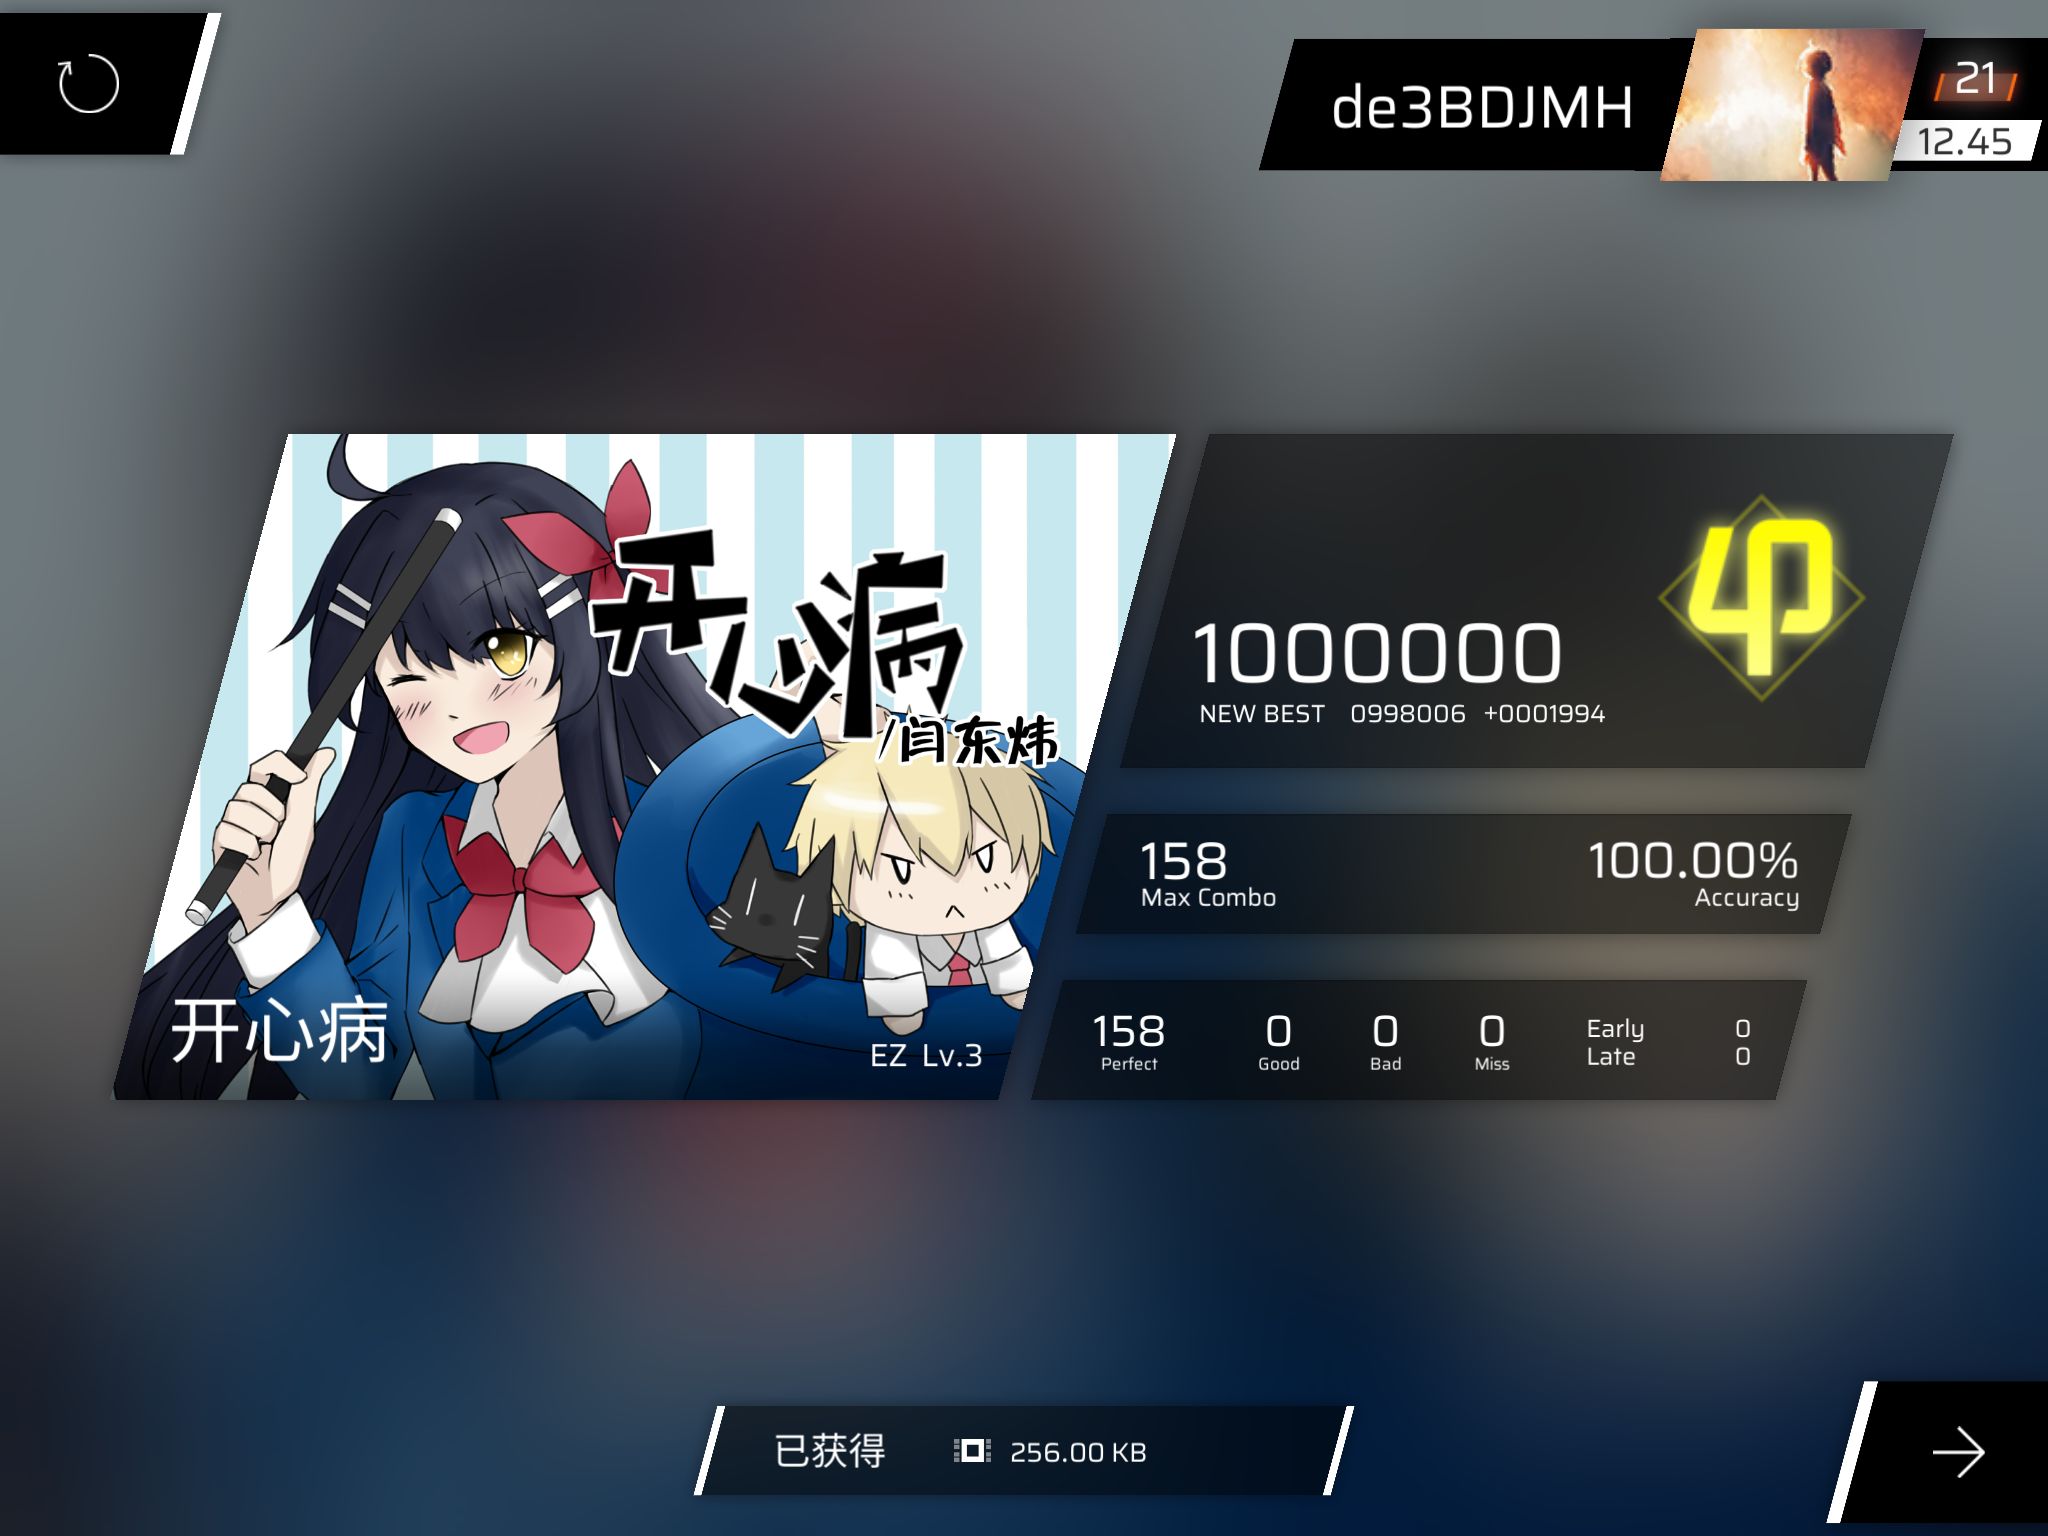 de3BDJMH
21
12.45
开心病
/闫东炜
开心病
EZ Lv.3
φ
1000000
NEW BEST 0998006 +0001994
158
Max Combo
100.00%
Accuracy
158
Perfect
0
Good
0
Bad
0
Miss
Early 0
Late 0
已获得 256.00 KB